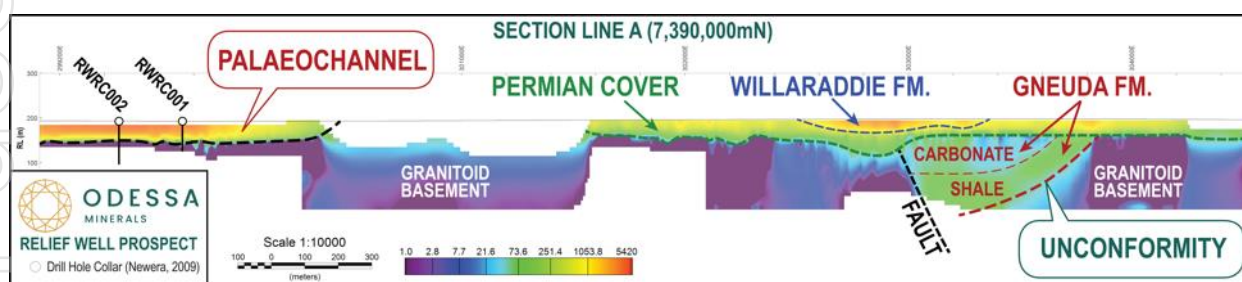 SECTION LINE A (7,390,000mN)
PALAEOCHANNEL
RWRC002
RWRC001
PERMIAN COVER
WILLARADDIE FM.
GNEUDA FM.
RL (m)
100
GRANITOID
BASEMENT
CARBONATE
SHALE
GRANITOID
BASEMENT
FAULT
UNCONFORMITY
ODESSA
MINERALS
RELIEF WELL PROSPECT
Drill Hole Collar (Newera, 2009)
Scale 1:10000
100 0 100 200 300
(meters)
1.0 2.8 7.7 21.6 73.6 251.4 1053.8 5420